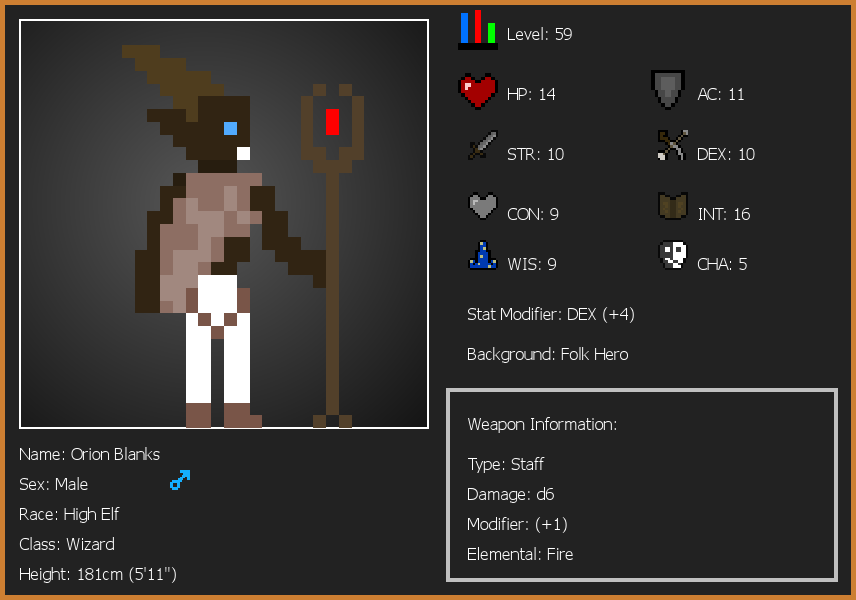 Level: 59
HP: 14
AC: 11
STR: 10
DEX: 10
CON: 9
INT: 16
WIS: 9
CHA: 5
Stat Modifier: DEX (+4)
Background: Folk Hero
Weapon Information:
Type: Staff
Damage: d6
Modifier: (+1)
Elemental: Fire
Name: Orion Blanks
Sex: Male
Race: High Elf
Class: Wizard
Height: 181cm (5'11")